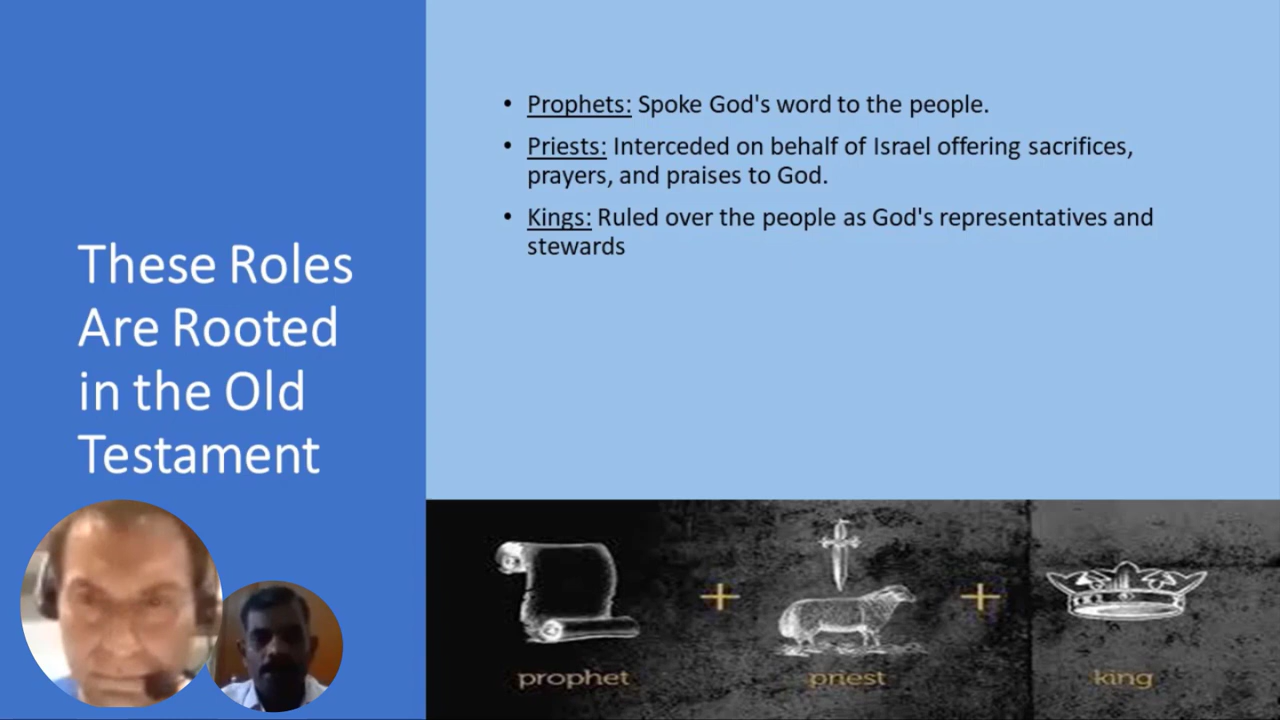 These Roles
Are Rooted
in the Old
Testament
• Prophets: Spoke God's word to the people.
• Priests: Interceded on behalf of Israel offering sacrifices,
prayers, and praises to God.
• Kings: Ruled over the people as God's representatives and
stewards
prophet + priest + king